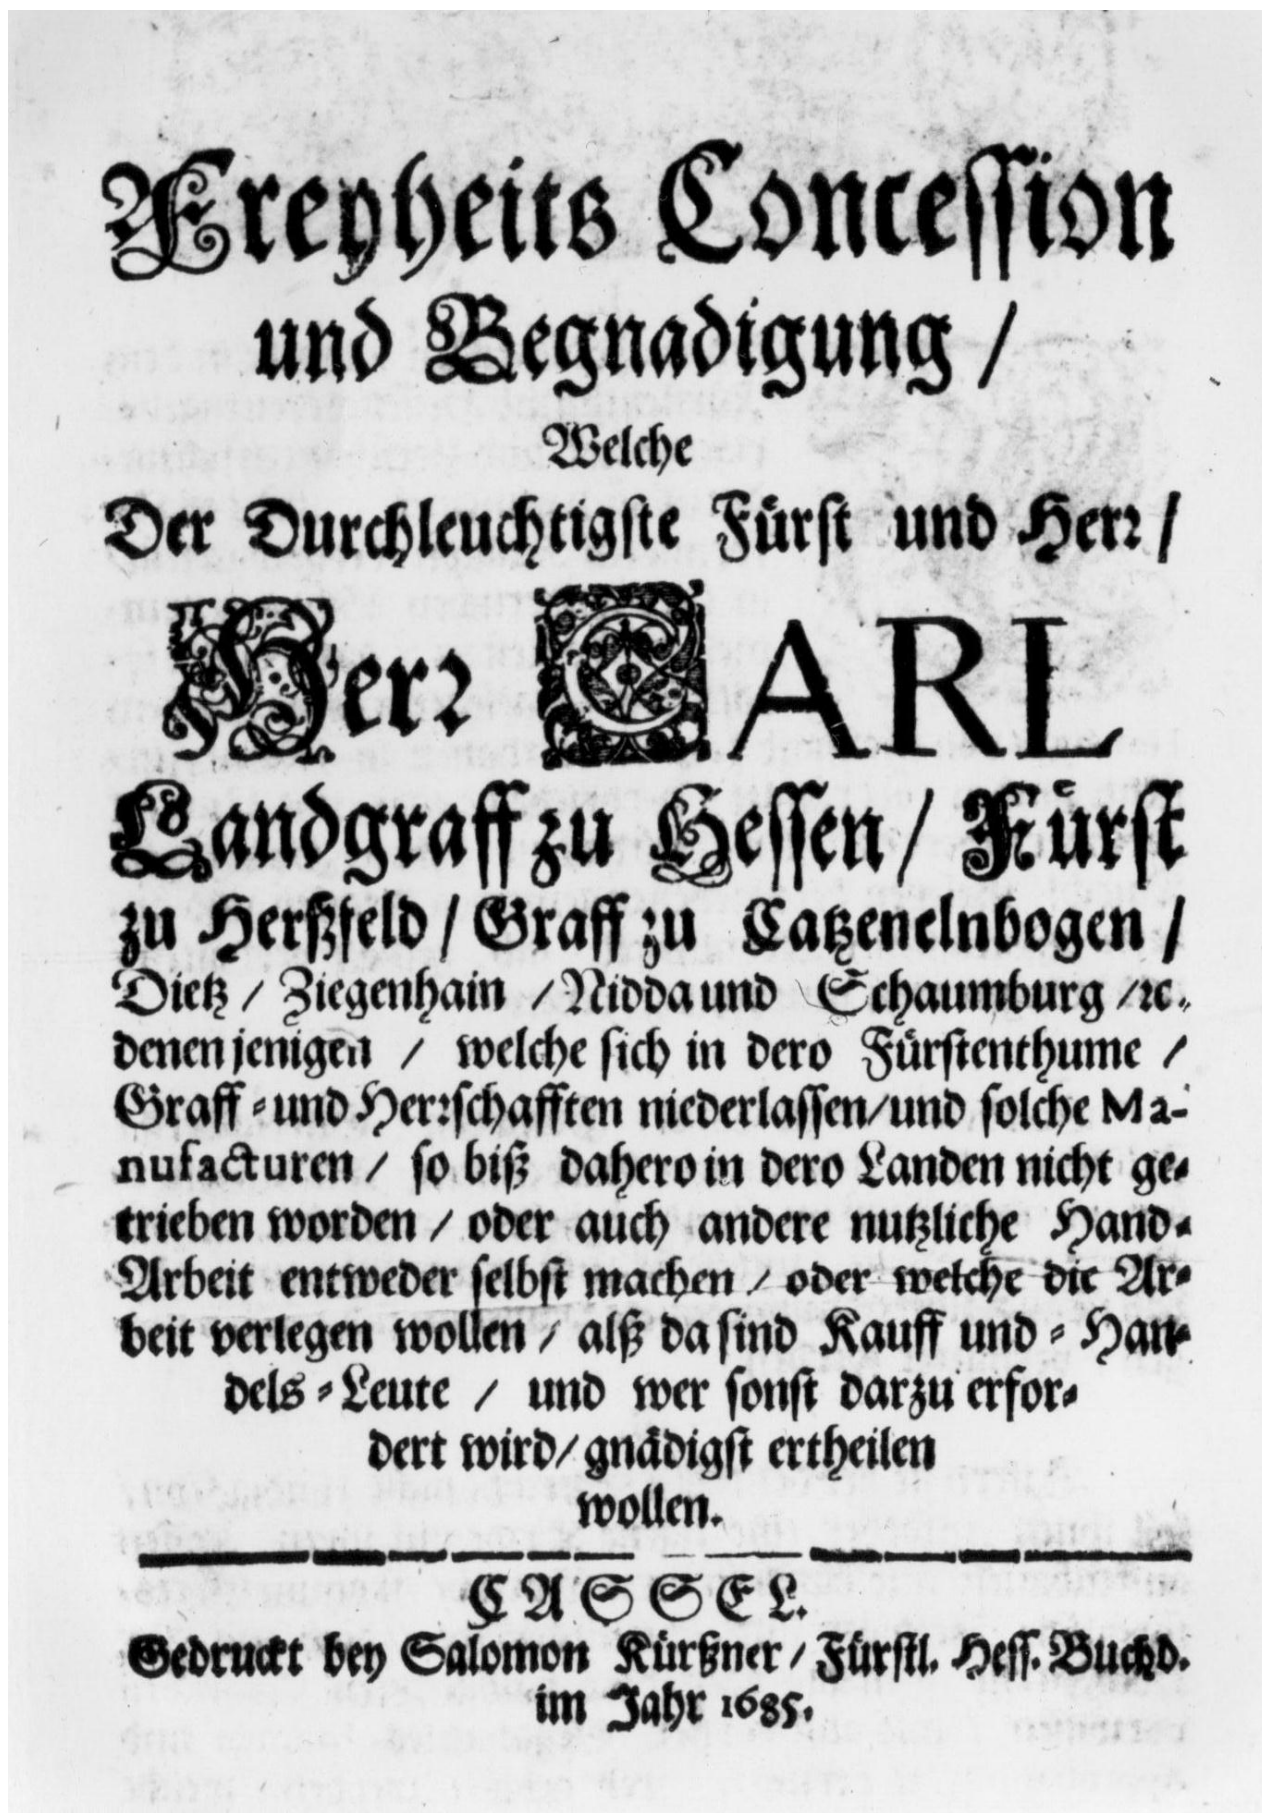 Freyheits Concession
und Begnadigung /
Welche
Der Durchleuchtigste Fürst und Herꝛ /
Herꝛ CARL
Landgraff zu Hessen / Fürst
zu Herßfeld / Graff zu Catzenelnbogen /
Dietz / Ziegenhain / Nidda und Schaumburg / ꝛc.
denen jenigen / welche sich in dero Fürstenthume /
Graff-und Herꝛschafften niederlassen/und solche Ma-
nufacturen / so biß dahero in dero Landen nicht ge-
trieben worden / oder auch andere nutzliche Hand-
Arbeit entweder selbst machen / oder welche die Ar-
beit verlegen wollen / alß da sind Kauff und - Han-
dels-Leute / und wer sonst darzu erfor-
dert wird/ gnädigst ertheilen
wollen.
CASSEL.
Gedruckt bey Salomon Kürßner / Fürstl. Hess. Buchd.
im Jahr 1685.